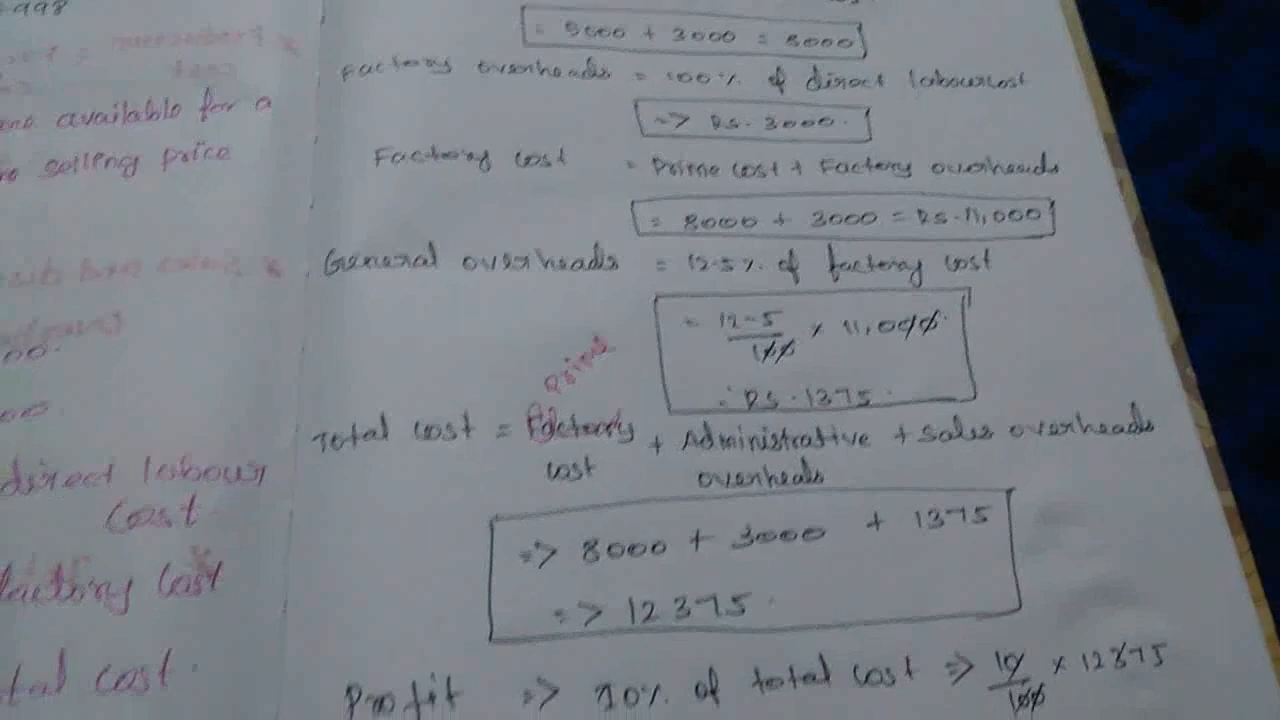 998
= 5000 + 3000 = 8000
Factory overheads = 100% of direct labour cost
=> Rs. 3000.
Factory cost = Prime cost + Factory overheads
= 8000 + 3000 = Rs. 11,000
General overheads = 12.5% of factory cost
= 12.5/100 × 11,000.
Rs. 1375.
Prime
Total cost = Factory cost + Administrative overheads + Sales overheads
=> 8000 + 3000 + 1375
=> 12375.
Profit => 10% of total cost => 10/100 × 12375
available for a
selling price
00.
00
direct labour
cost
factory cost
cost.